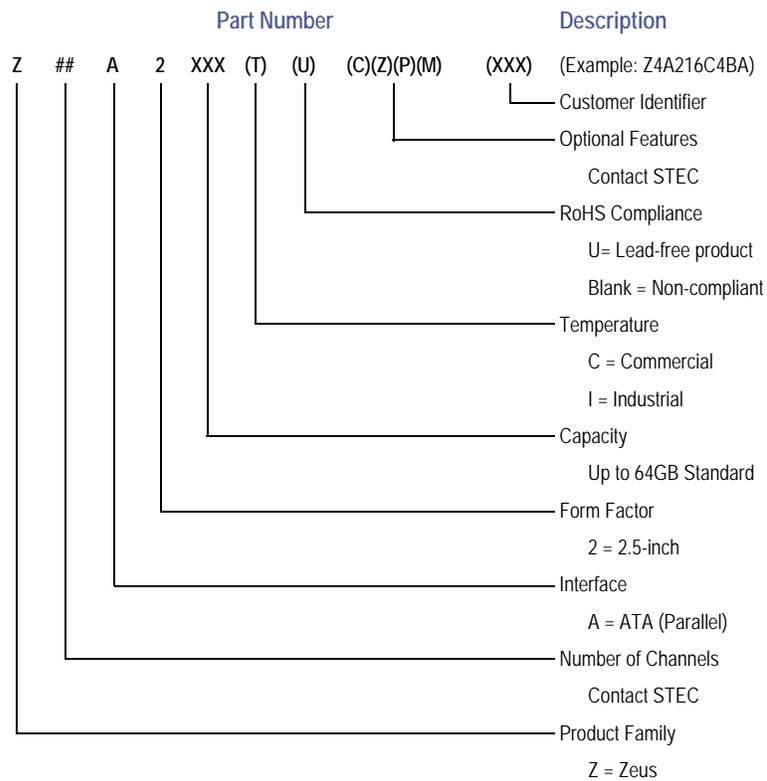 Part Number Description
Z ## A 2 XXX (T) (U) (C)(Z)(P)(M) (XXX) (Example: Z4A216C4BA)
Customer Identifier
Optional Features
Contact STEC
RoHS Compliance
U= Lead-free product
Blank = Non-compliant
Temperature
C = Commercial
I = Industrial
Capacity
Up to 64GB Standard
Form Factor
2 = 2.5-inch
Interface
A = ATA (Parallel)
Number of Channels
Contact STEC
Product Family
Z = Zeus